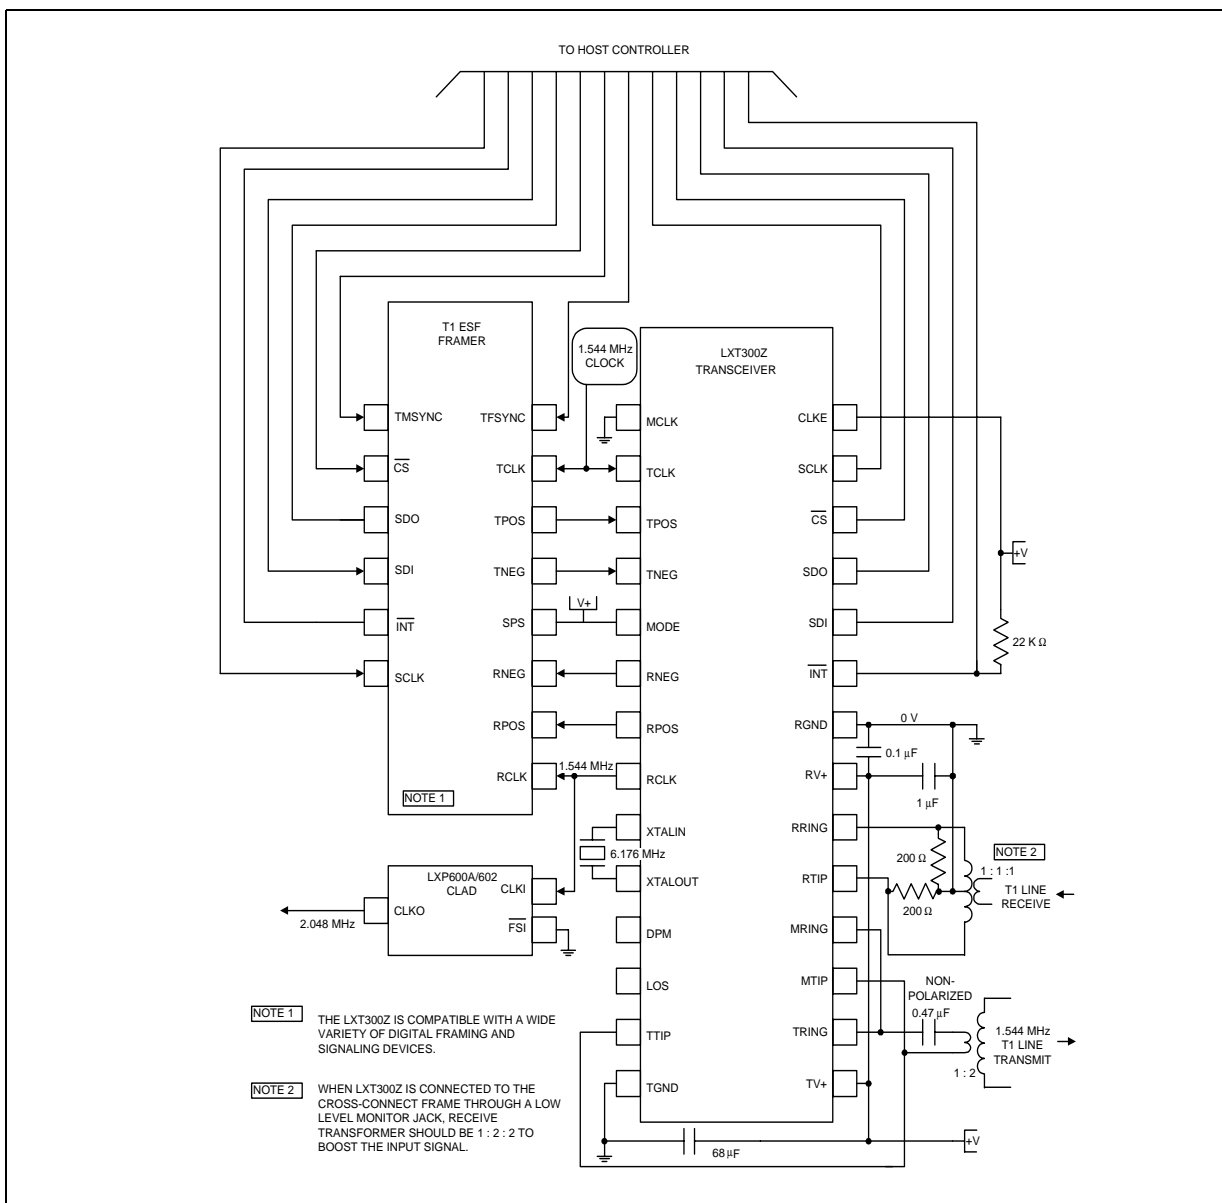 TO HOST CONTROLLER
T1 ESF
FRAMER
1.544 MHz
CLOCK
LXT300Z
TRANSCEIVER
TMSYNC
TFSYNC
MCLK
CLKE
CS
TCLK
TCLK
SCLK
SDO
TPOS
TPOS
CS
SDI
TNEG
TNEG
SDO
+V
INT
SPS
V+
MODE
SDI
22 K Ω
SCLK
RNEG
RNEG
INT
RPOS
RPOS
RGND
0 V
0.1 µF
RCLK
1.544 MHz
RCLK
RV+
1 µF
NOTE 1
XTALIN
6.176 MHz
XTALOUT
RRING
200 Ω
NOTE 2
1 : 1 :1
T1 LINE
RECEIVE
RTIP
200 Ω
LXP600A/602
CLAD
CLKI
CLKO
2.048 MHz
FSI
DPM
MRING
LOS
MTIP
NON-
POLARIZED
0.47 µF
TTIP
TRING
1.544 MHz
T1 LINE
TRANSMIT
1 : 2
TGND
TV+
68 µF
+V
NOTE 1
THE LXT300Z IS COMPATIBLE WITH A WIDE
VARIETY OF DIGITAL FRAMING AND
SIGNALING DEVICES.
NOTE 2
WHEN LXT300Z IS CONNECTED TO THE
CROSS-CONNECT FRAME THROUGH A LOW
LEVEL MONITOR JACK, RECEIVE
TRANSFORMER SHOULD BE 1 : 2 : 2 TO
BOOST THE INPUT SIGNAL.